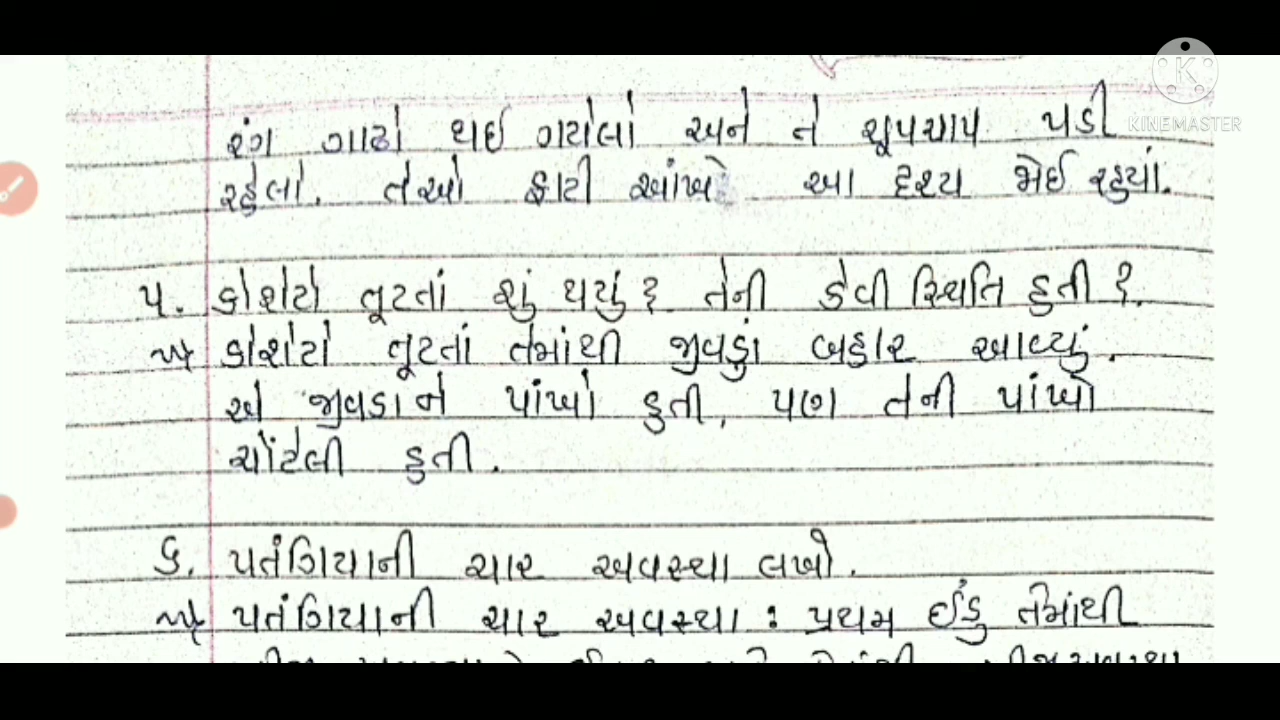 KINEMASTER
રંગ ગાઢો થઈ ગયેલો અને તે ચૂપચાપ પડી
રહેલો. તેઓ ફાટી આંખે આ દશ્ય જોઈ રહ્યાં.
૫. કોશેટો તૂટતાં શું થયું? તેની કેવી સ્થિતિ હતી?
કોશેટો તૂટતાં તેમાંથી જીવડું બહાર આવ્યું.
એ જીવડાને પાંખો હતી, પણ તેની પાંખો
ચોંટેલી હતી.
૬. પતંગિયાની ચાર અવસ્થા લખો.
પતંગિયાની ચાર અવસ્થા : પ્રથમ ઈંડુ તેમાંથી